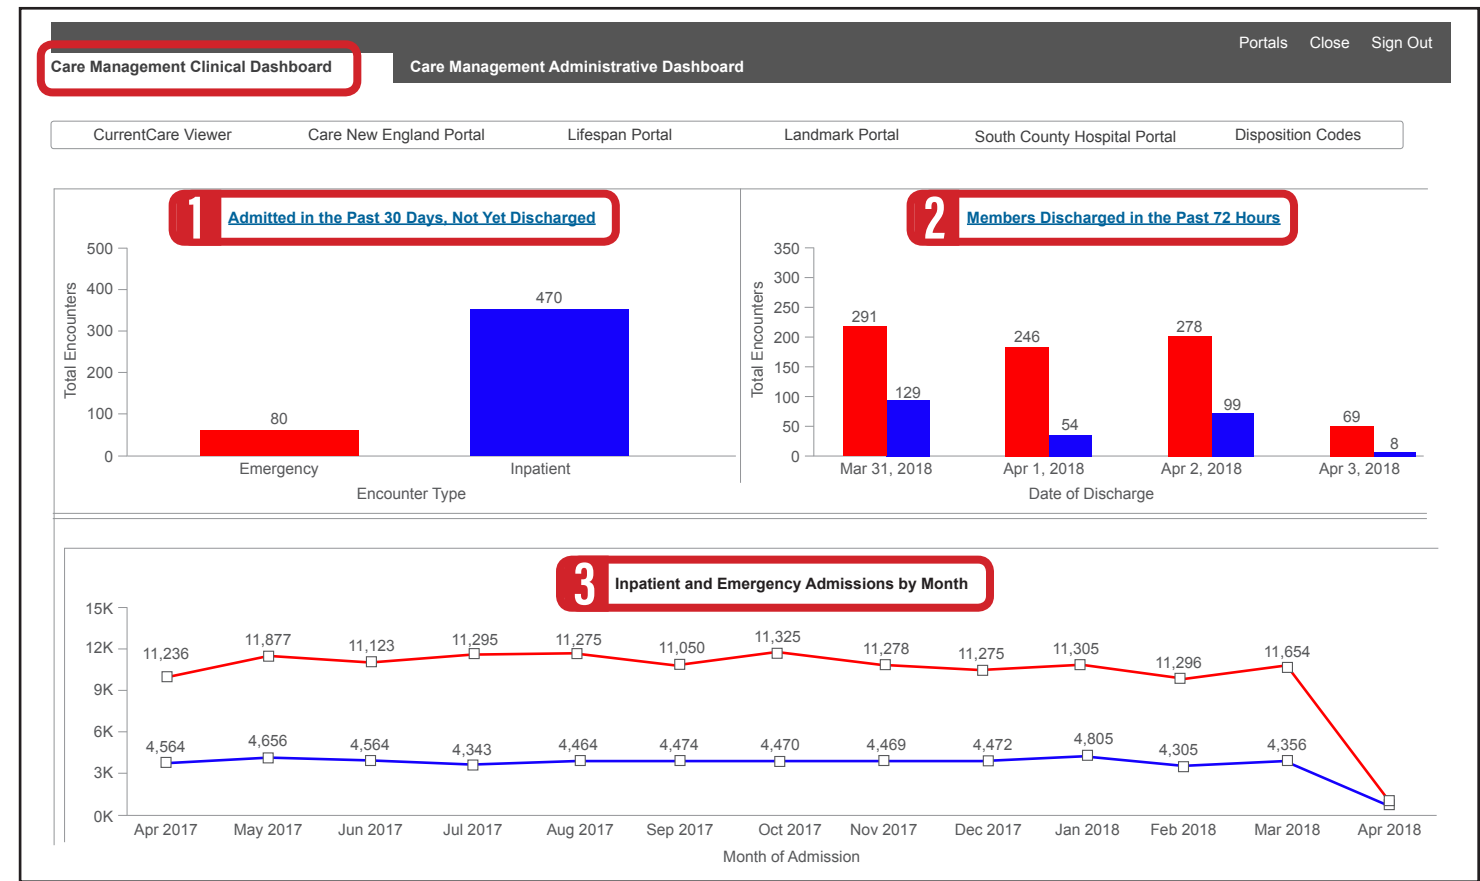 Portals Close Sign Out
Care Management Clinical Dashboard Care Management Administrative Dashboard
CurrentCare Viewer Care New England Portal Lifespan Portal Landmark Portal South County Hospital Portal Disposition Codes
1 Admitted in the Past 30 Days, Not Yet Discharged
500
400
300
200
100
0
Total Encounters
80
470
Emergency Inpatient
Encounter Type
2 Members Discharged in the Past 72 Hours
350
300
250
200
150
100
50
0
Total Encounters
291 129 246 54 278 99 69 8
Mar 31, 2018 Apr 1, 2018 Apr 2, 2018 Apr 3, 2018
Date of Discharge
3 Inpatient and Emergency Admissions by Month
15K
12K
9K
6K
3K
0K
11,236 11,877 11,123 11,295 11,275 11,050 11,325 11,278 11,275 11,305 11,296 11,654
4,564 4,656 4,564 4,343 4,464 4,474 4,470 4,469 4,472 4,805 4,305 4,356
Apr 2017 May 2017 Jun 2017 Jul 2017 Aug 2017 Sep 2017 Oct 2017 Nov 2017 Dec 2017 Jan 2018 Feb 2018 Mar 2018 Apr 2018
Month of Admission